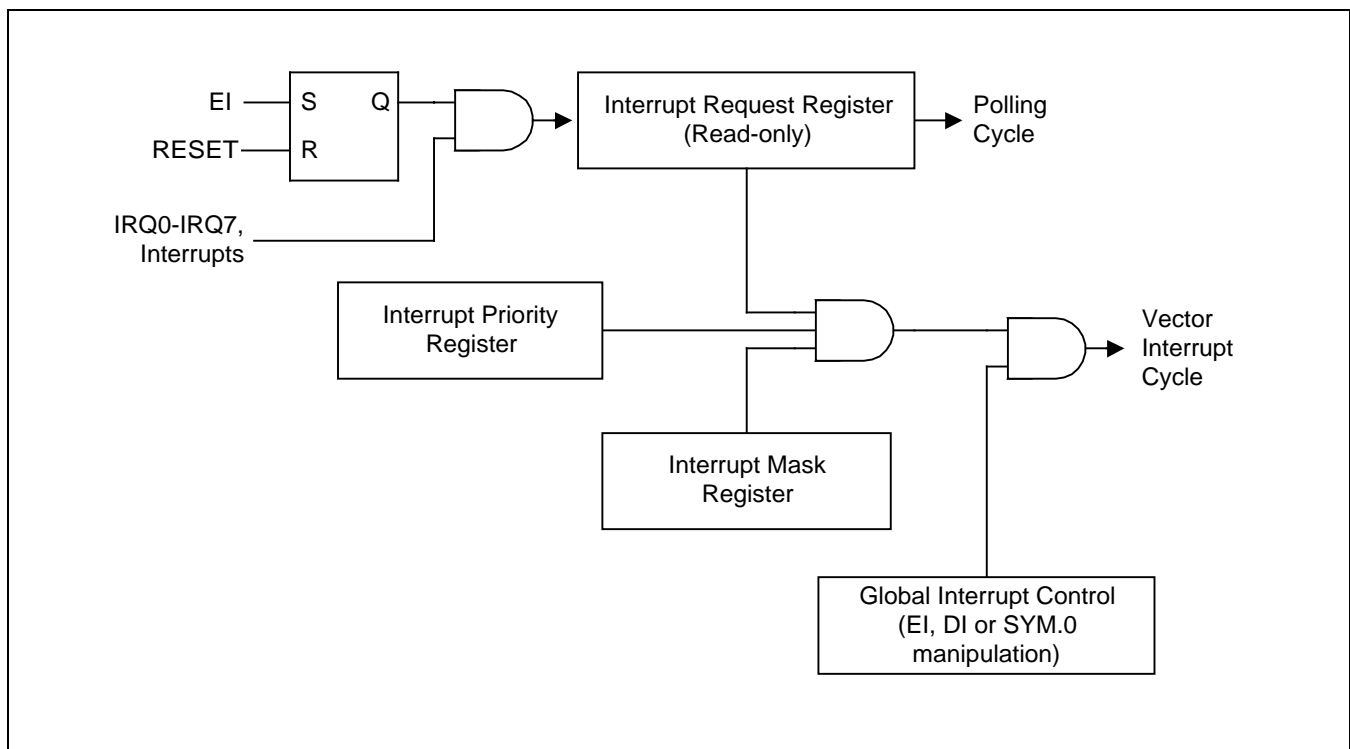 EI
S
Q
RESET
R
IRQ0-IRQ7,
Interrupts
Interrupt Request Register
(Read-only)
Polling
Cycle
Interrupt Priority
Register
Vector
Interrupt
Cycle
Interrupt Mask
Register
Global Interrupt Control
(EI, DI or SYM.0
manipulation)